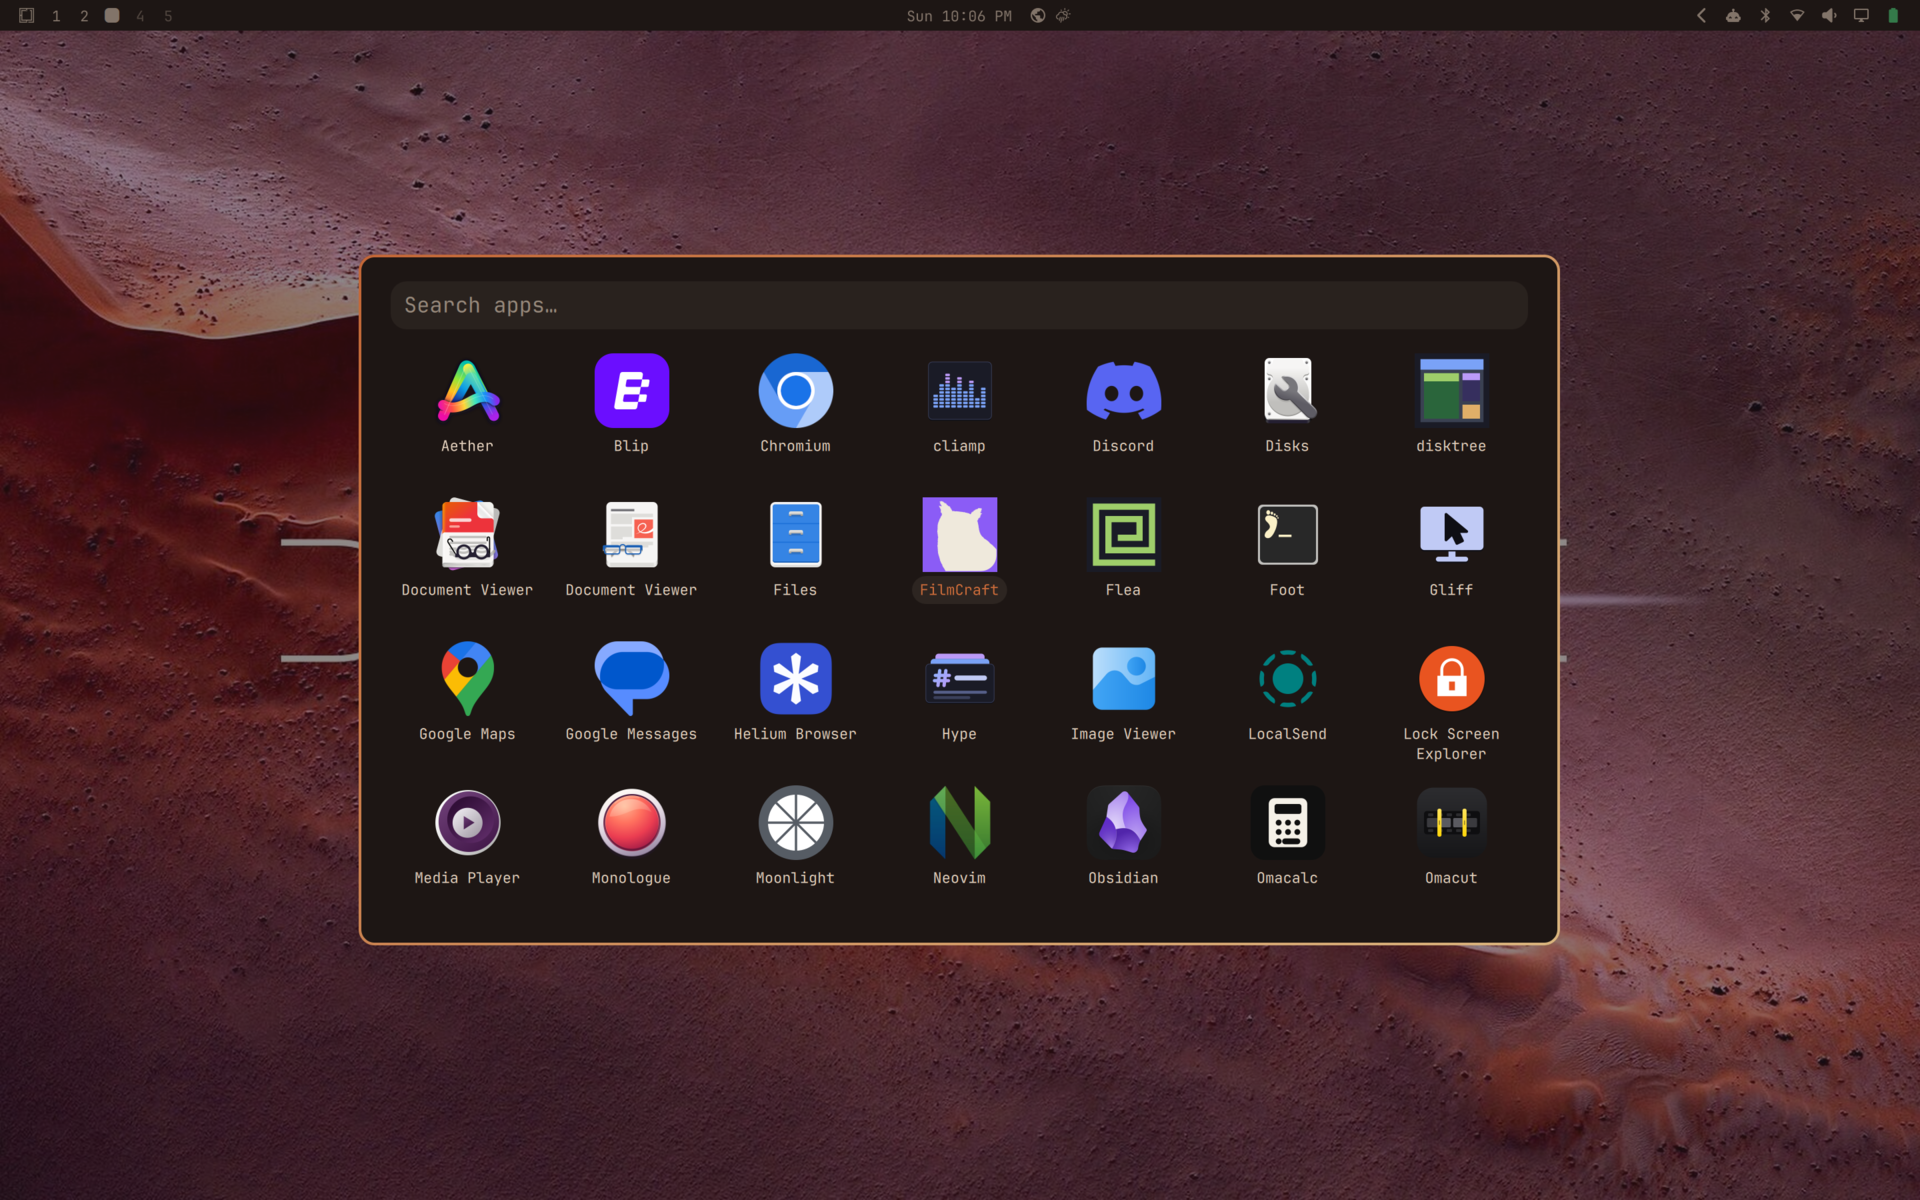 1 2 4 5
Sun 10:06 PM
Search apps…
Aether Blip Chromium cliamp Discord Disks disktree
Document Viewer Document Viewer Files FilmCraft Flea Foot Gliff
Google Maps Google Messages Helium Browser Hype Image Viewer LocalSend Lock Screen
Explorer
Media Player Monologue Moonlight Neovim Obsidian Omacalc Omacut